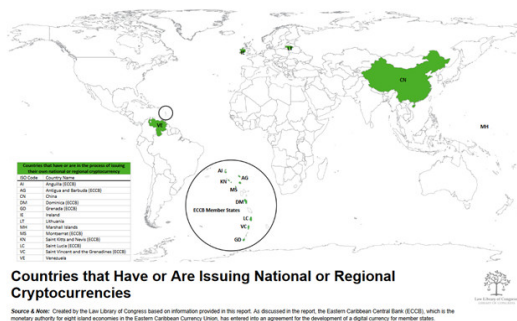 IE
LT
CN
VE
MH
AI
KN
AG
MS
DM
ECCB Member States
LC
VC
GD
Countries that have or are in the process of issuing
their own national or regional cryptocurrency
ISO Code Country Name
AI Anguilla (ECCB)
AG Antigua and Barbuda (ECCB)
CN China
DM Dominica (ECCB)
GD Grenada (ECCB)
IE Ireland
LT Lithuania
MH Marshall Islands
MS Montserrat (ECCB)
KN Saint Kitts and Nevis (ECCB)
LC Saint Lucia (ECCB)
VC Saint Vincent and the Grenadines (ECCB)
VE Venezuela
Countries that Have or Are Issuing National or Regional
Cryptocurrencies
Law Library of Congress
Source & Note: Created by the Law Library of Congress based on information provided in this report. As discussed in the report, the Eastern Caribbean Central Bank (ECCB), which is the
monetary authority for eight island economies in the Eastern Caribbean Currency Union, has entered into an agreement for the development of a digital currency for member states.